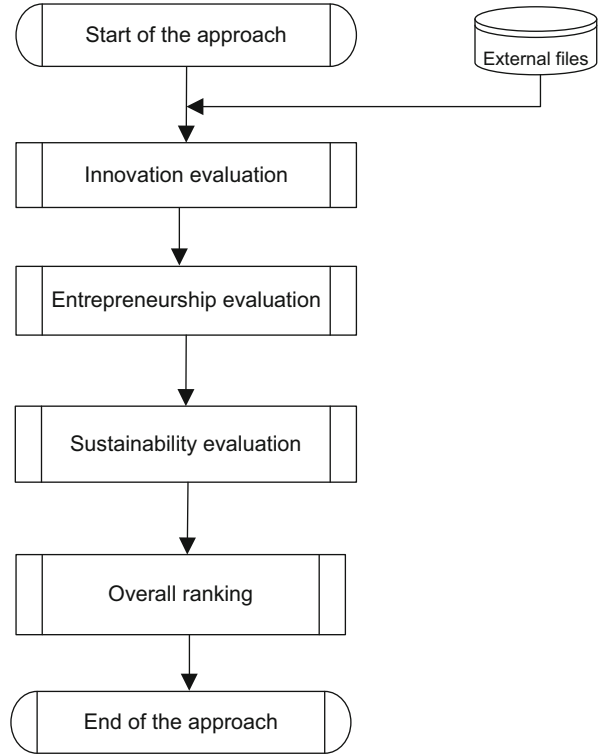 Start of the approach
External files
Innovation evaluation
Entrepreneurship evaluation
Sustainability evaluation
Overall ranking
End of the approach